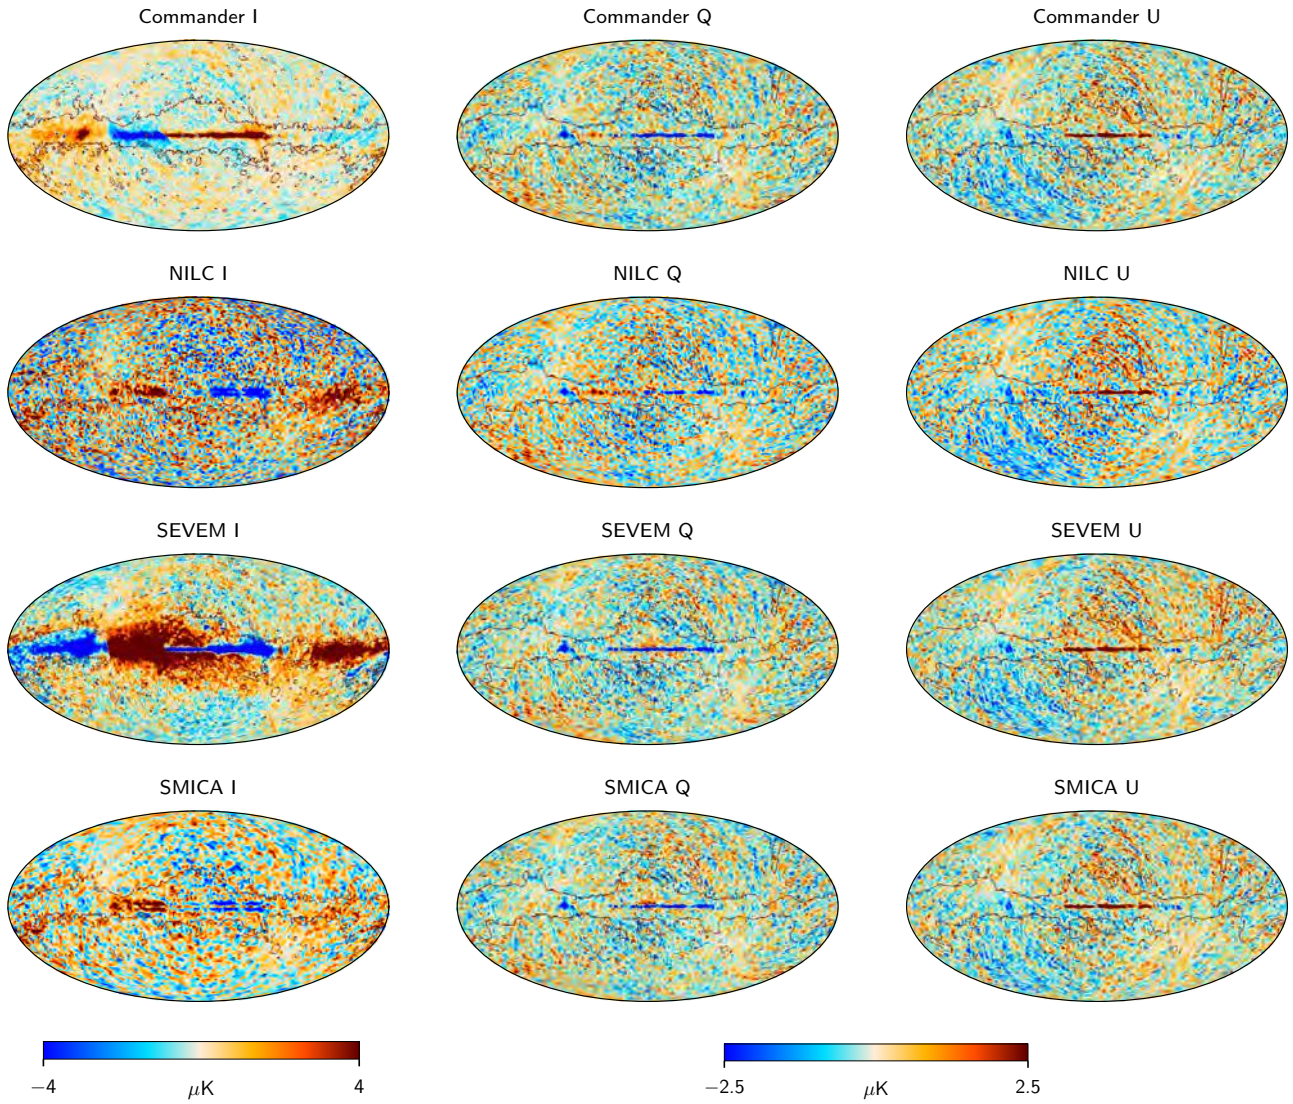 Commander I
Commander Q
Commander U
NILC I
NILC Q
NILC U
SEVEM I
SEVEM Q
SEVEM U
SMICA I
SMICA Q
SMICA U
−4 μK 4
−2.5 μK 2.5